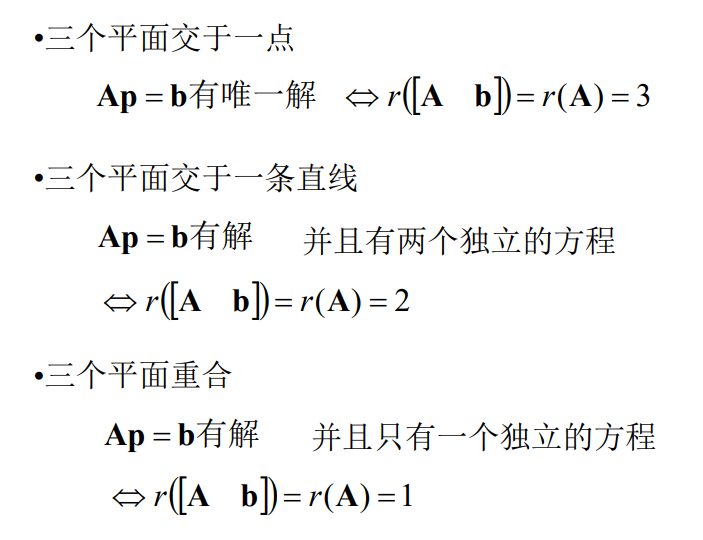 •三个平面交于一点
Ap = b有唯一解 ⇔ r([A b]) = r(A) = 3
•三个平面交于一条直线
Ap = b有解 并且有两个独立的方程
⇔ r([A b]) = r(A) = 2
•三个平面重合
Ap = b有解 并且只有一个独立的方程
⇔ r([A b]) = r(A) = 1